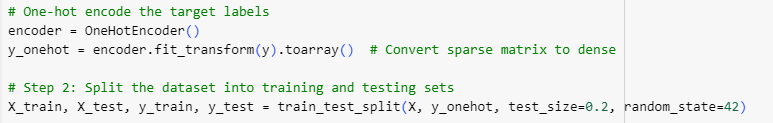 # One-hot encode the target labels
encoder = OneHotEncoder()
y_onehot = encoder.fit_transform(y).toarray()  # Convert sparse matrix to dense
# Step 2: Split the dataset into training and testing sets
X_train, X_test, y_train, y_test = train_test_split(X, y_onehot, test_size=0.2, random_state=42)